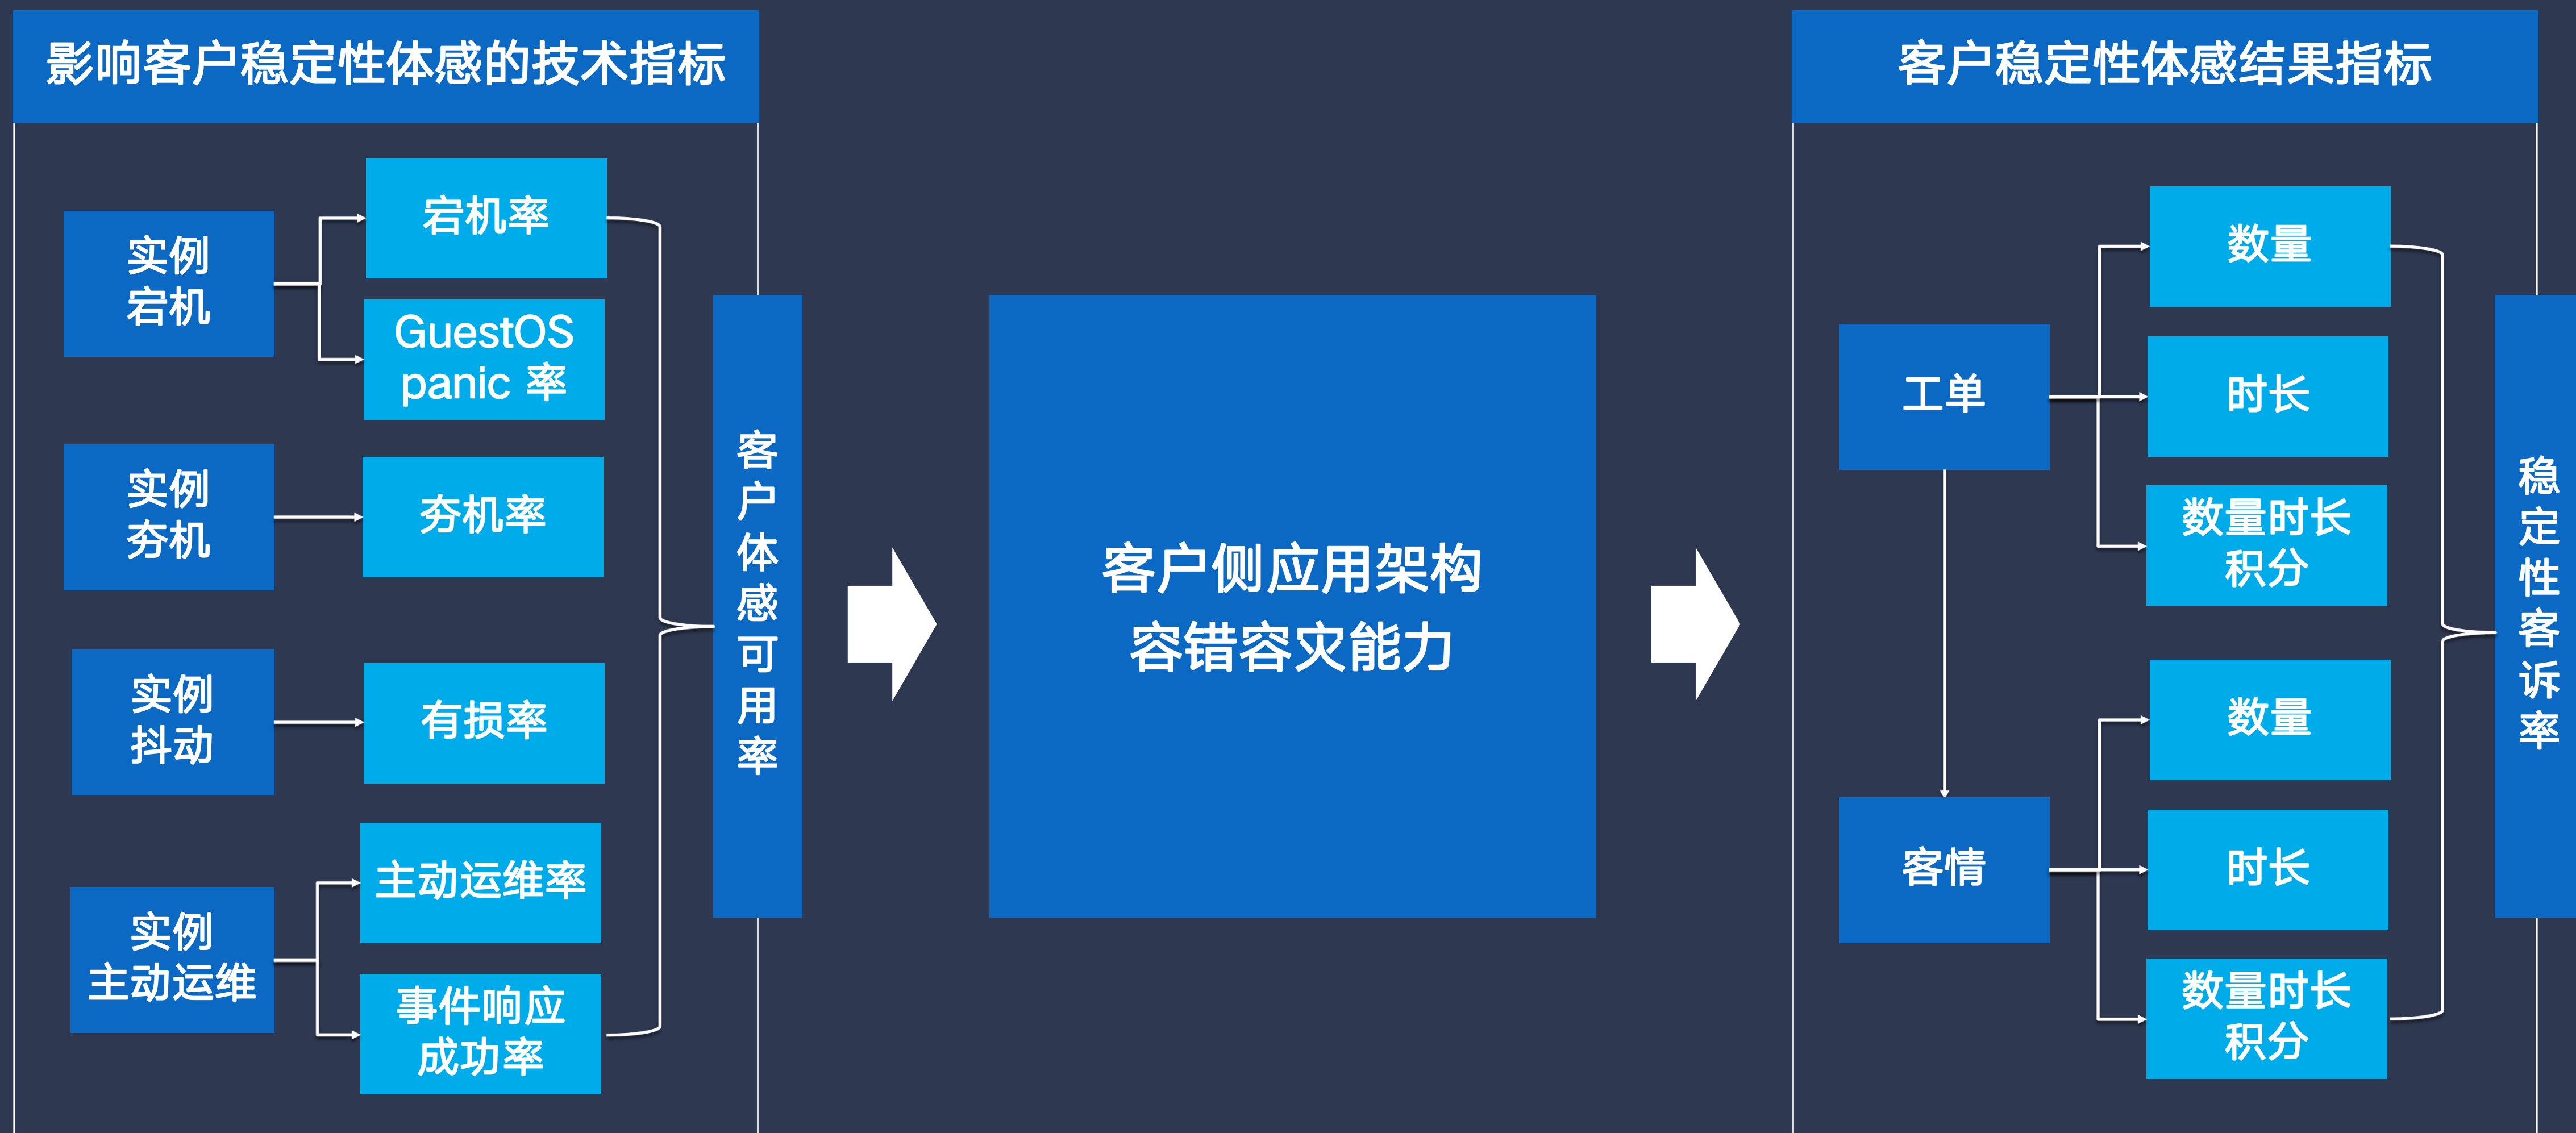 影响客户稳定性体感的技术指标
实例
宕机
宕机率
GuestOS
panic 率
实例
夯机
夯机率
实例
抖动
有损率
实例
主动运维
主动运维率
事件响应
成功率
客户体感可用率
客户侧应用架构
容错容灾能力
客户稳定性体感结果指标
工单
数量
时长
数量时长
积分
客情
数量
时长
数量时长
积分
稳定性客诉率